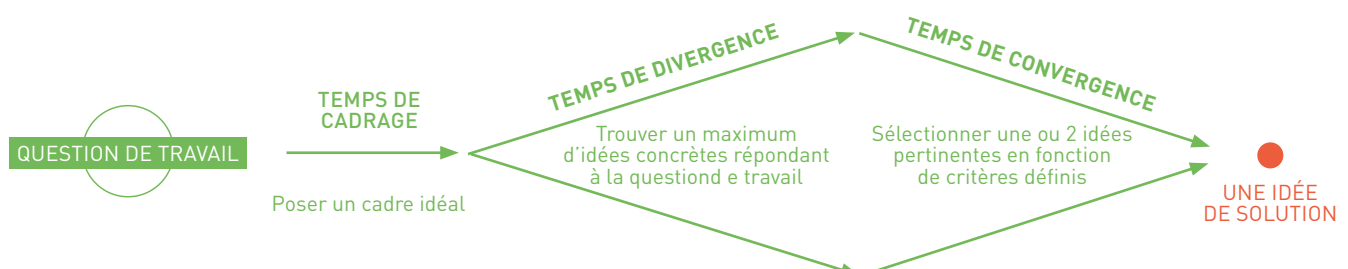 QUESTION DE TRAVAIL
TEMPS DE
CADRAGE
Poser un cadre idéal
TEMPS DE DIVERGENCE
Trouver un maximum
d'idées concrètes répondant
à la questiond e travail
TEMPS DE CONVERGENCE
Sélectionner une ou 2 idées
pertinentes en fonction
de critères définis
UNE IDÉE
DE SOLUTION